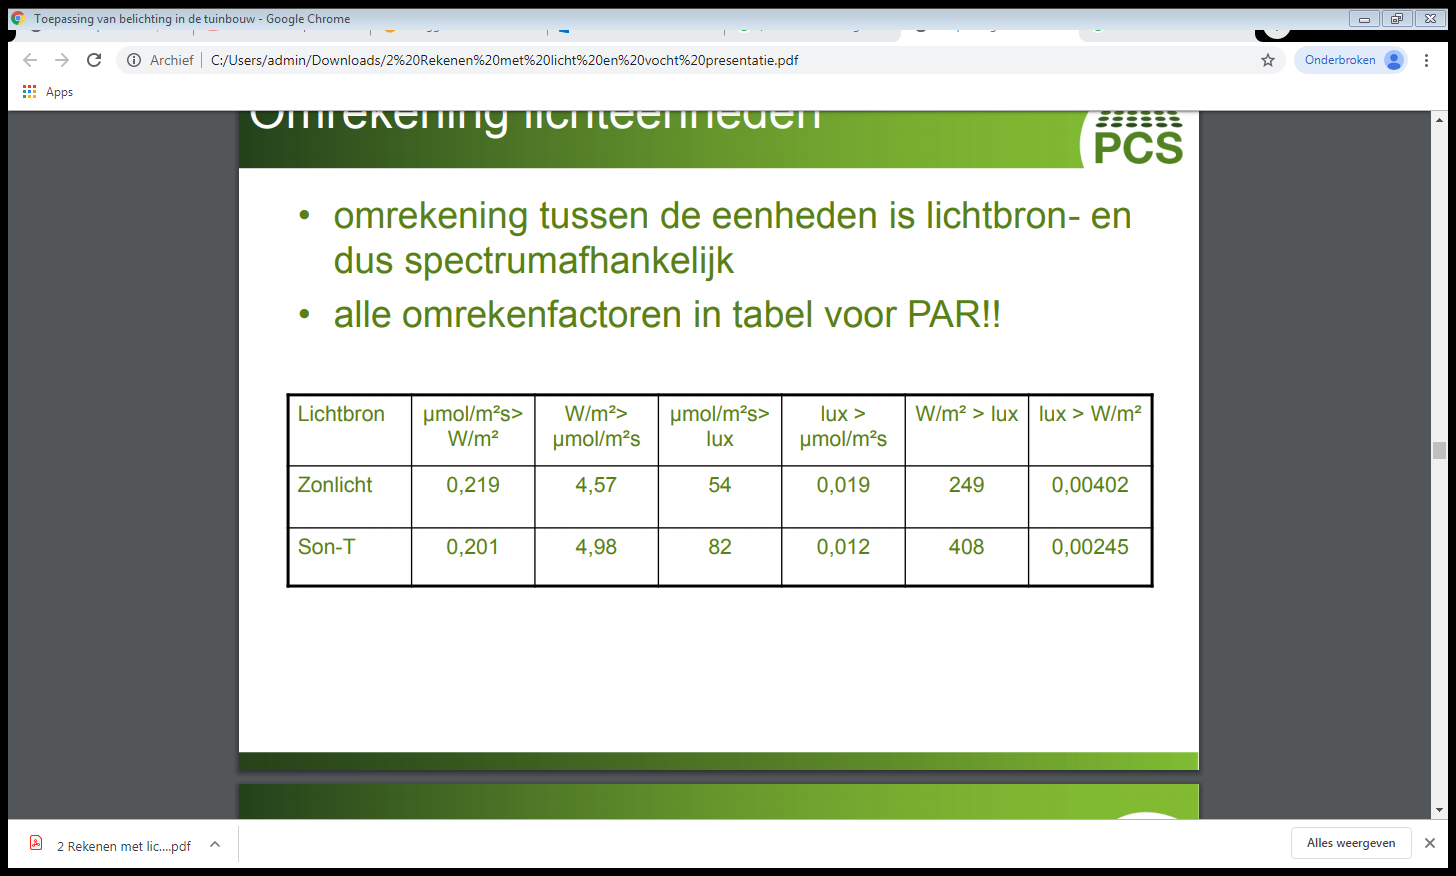 Toepassing van belichting in de tuinbouw - Google Chrome
Archief C:/Users/admin/Downloads/2%20Rekenen%20met%20licht%20en%20vocht%20presentatie.pdf Onderbroken
Apps
Omrekening lichteenheden
PCS
• omrekening tussen de eenheden is lichtbron- en
dus spectrumafhankelijk
• alle omrekenfactoren in tabel voor PAR!!
Lichtbron µmol/m²s> W/m²> µmol/m²s> lux > W/m² > lux lux > W/m²
W/m² µmol/m²s lux µmol/m²s
Zonlicht 0,219 4,57 54 0,019 249 0,00402
Son-T 0,201 4,98 82 0,012 408 0,00245
2 Rekenen met lic....pdf Alles weergeven